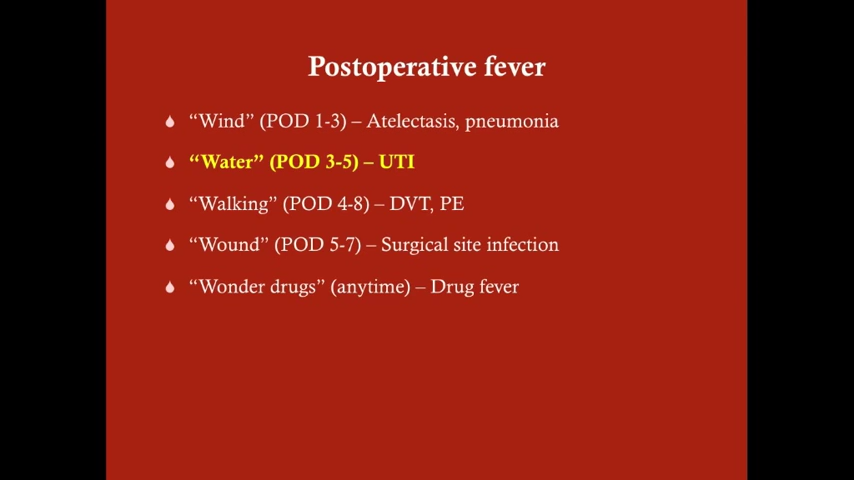 Postoperative fever
“Wind” (POD 1-3) – Atelectasis, pneumonia
“Water” (POD 3-5) – UTI
“Walking” (POD 4-8) – DVT, PE
“Wound” (POD 5-7) – Surgical site infection
“Wonder drugs” (anytime) – Drug fever